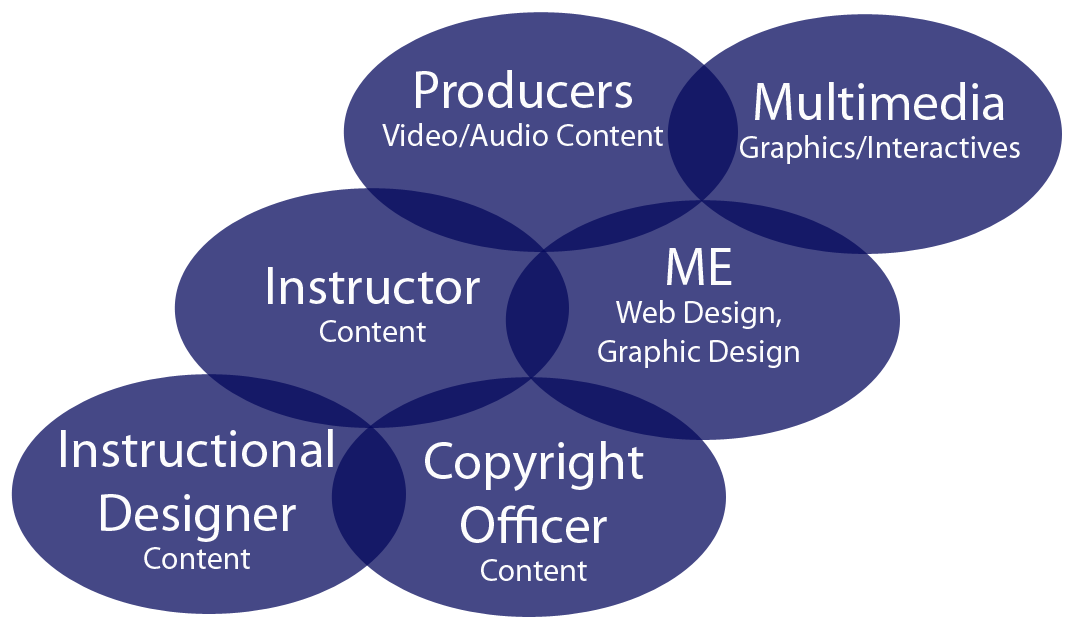 Producers
Video/Audio Content
Multimedia
Graphics/Interactives
Instructor
Content
ME
Web Design,
Graphic Design
Instructional
Designer
Content
Copyright
Officer
Content